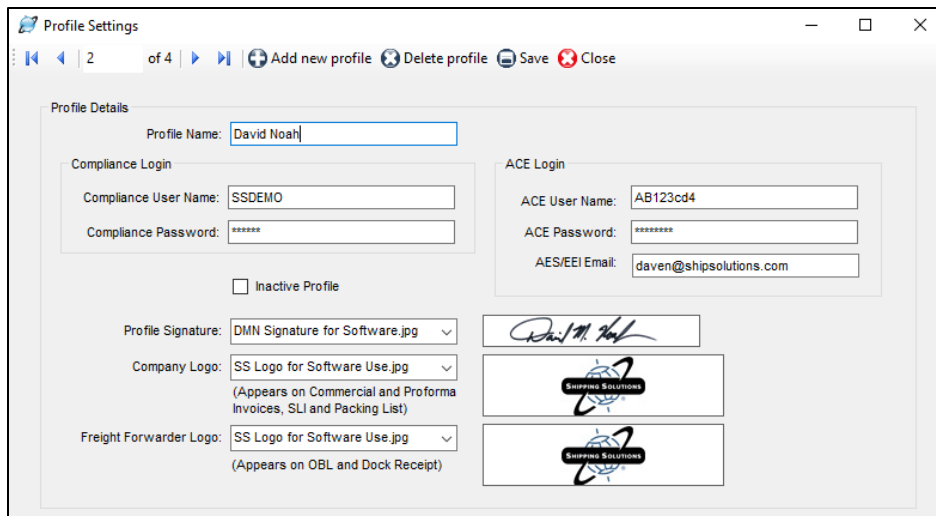 Profile Settings
2 of 4 Add new profile Delete profile Save Close
Profile Details
Profile Name: David Noah
Compliance Login
Compliance User Name: SSDEMO
Compliance Password: ******
ACE Login
ACE User Name: AB123cd4
ACE Password: ********
AES/EEI Email: daven@shipsolutions.com
Inactive Profile
Profile Signature: DMN Signature for Software.jpg
David M. Noah
Company Logo: SS Logo for Software Use.jpg
SHIPPING SOLUTIONS
(Appears on Commercial and Proforma
Invoices, SLI and Packing List)
Freight Forwarder Logo: SS Logo for Software Use.jpg
SHIPPING SOLUTIONS
(Appears on OBL and Dock Receipt)